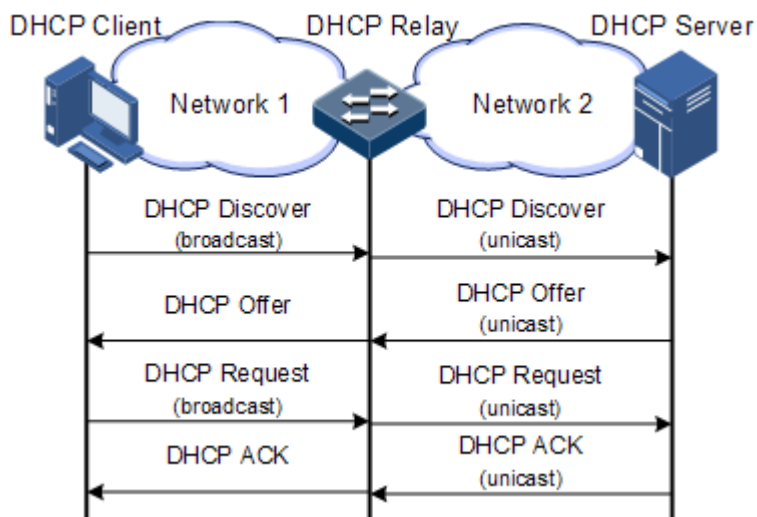 DHCP Client
DHCP Relay
DHCP Server
Network 1
Network 2
DHCP Discover
(broadcast)
DHCP Discover
(unicast)
DHCP Offer
DHCP Offer
(unicast)
DHCP Request
(broadcast)
DHCP Request
(unicast)
DHCP ACK
DHCP ACK
(unicast)